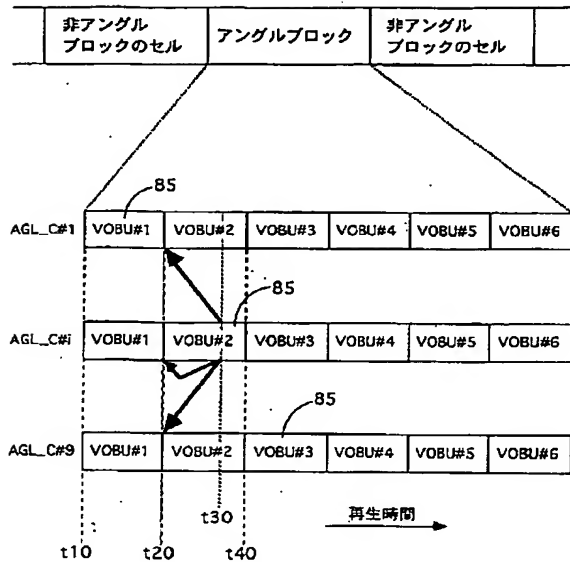 非アングル
ブロックのセル
アングルブロック
非アングル
ブロックのセル
85
AGL_C#1 VOBU#1 VOBU#2 VOBU#3 VOBU#4 VOBU#5 VOBU#6
85
AGL_C#i VOBU#1 VOBU#2 VOBU#3 VOBU#4 VOBU#5 VOBU#6
85
AGL_C#9 VOBU#1 VOBU#2 VOBU#3 VOBU#4 VOBU#5 VOBU#6
t30
再生時間
t10 t20 t40